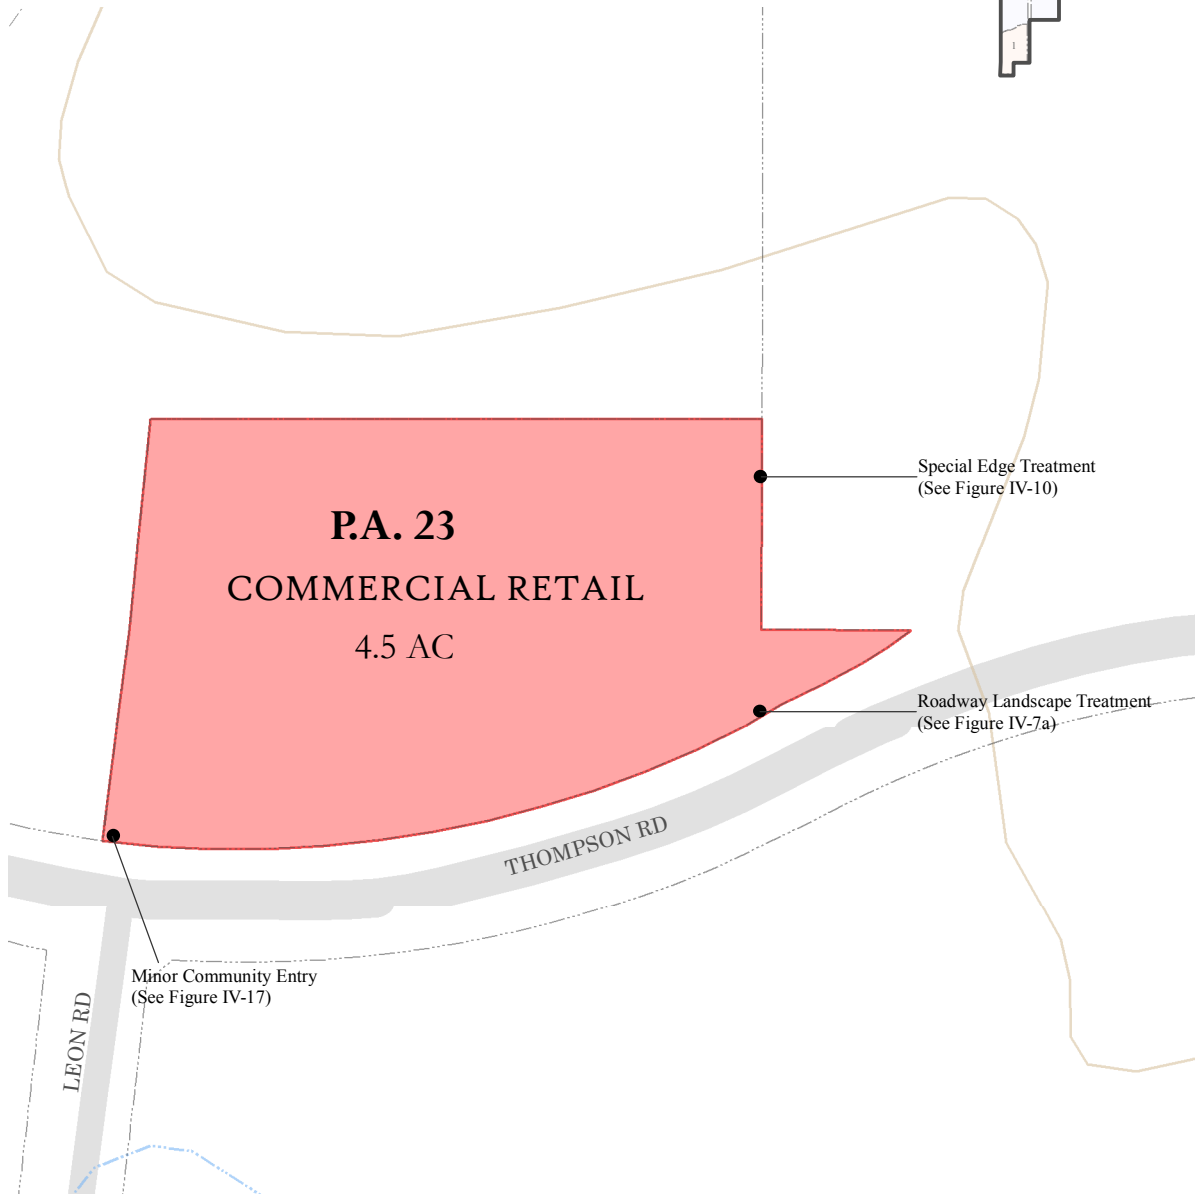 1
P.A. 23
COMMERCIAL RETAIL
4.5 AC
Special Edge Treatment
(See Figure IV-10)
Roadway Landscape Treatment
(See Figure IV-7a)
THOMPSON RD
Minor Community Entry
(See Figure IV-17)
LEON RD